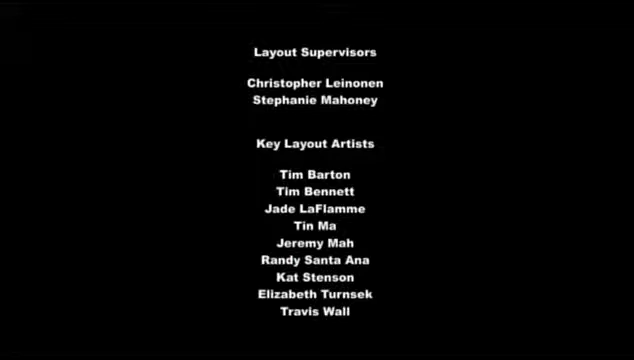 Layout Supervisors
Christopher Leinonen
Stephanie Mahoney
Key Layout Artists
Tim Barton
Tim Bennett
Jade LaFlamme
Tin Ma
Jeremy Mah
Randy Santa Ana
Kat Stenson
Elizabeth Turnsek
Travis Wall